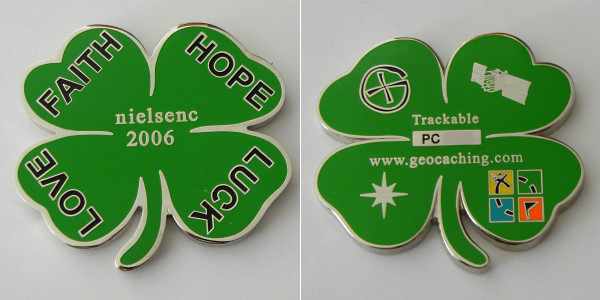 FAITH
HOPE
nielsenc
2006
LOVE
LUCK
Trackable
PC
www.geocaching.com